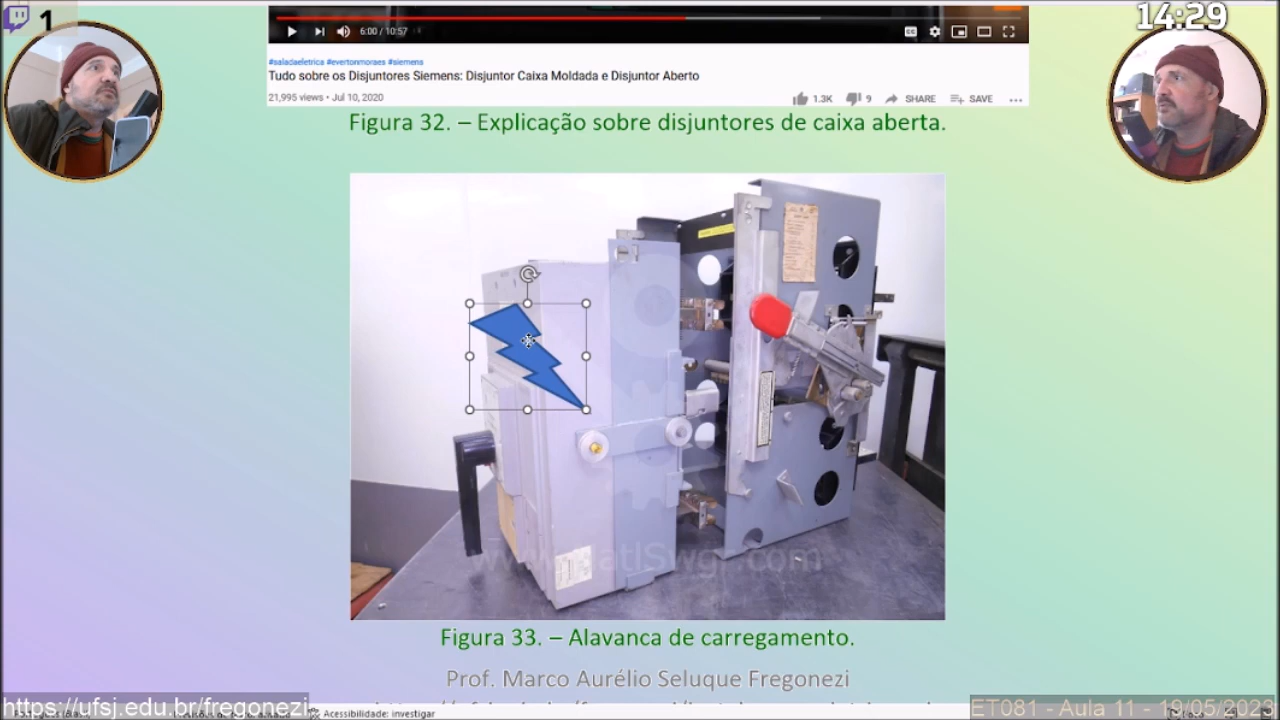 1
14:29
6:00 / 10:57
#saladaeletrica #evertonmoraes #siemens
Tudo sobre os Disjuntores Siemens: Disjuntor Caixa Moldada e Disjuntor Aberto
21,995 views • Jul 10, 2020
1.3K 9 SHARE SAVE
Figura 32. – Explicação sobre disjuntores de caixa aberta.
Figura 33. – Alavanca de carregamento.
Prof. Marco Aurélio Seluque Fregonezi
https://ufsj.edu.br/fregonezi
Acessibilidade: investigar
ET081 - Aula 11 - 19/05/2023